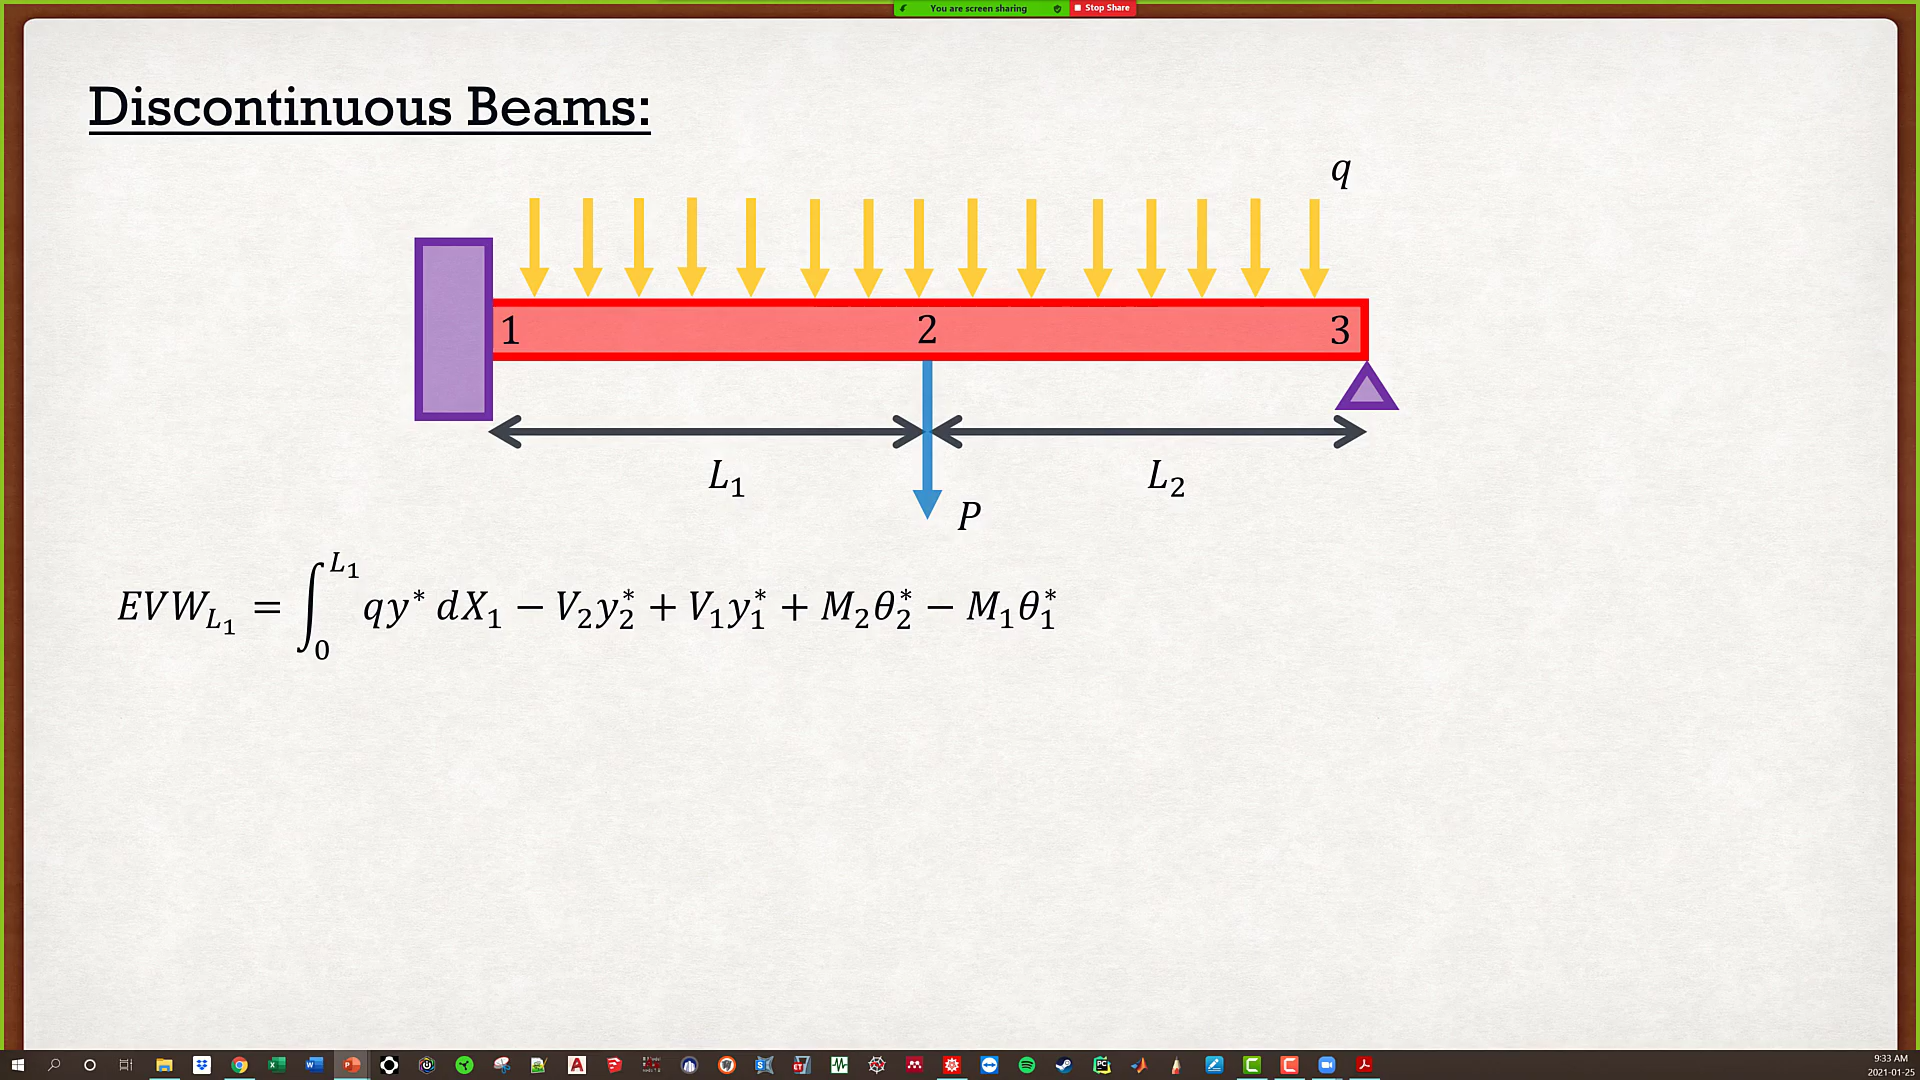 You are screen sharing Stop Share
Discontinuous Beams:
q
1 2 3
L₁ L₂
P
EVW_{L₁} = ∫₀^{L₁} qy* dX₁ − V₂y₂* + V₁y₁* + M₂θ₂* − M₁θ₁*
9:33 AM
2021-01-25